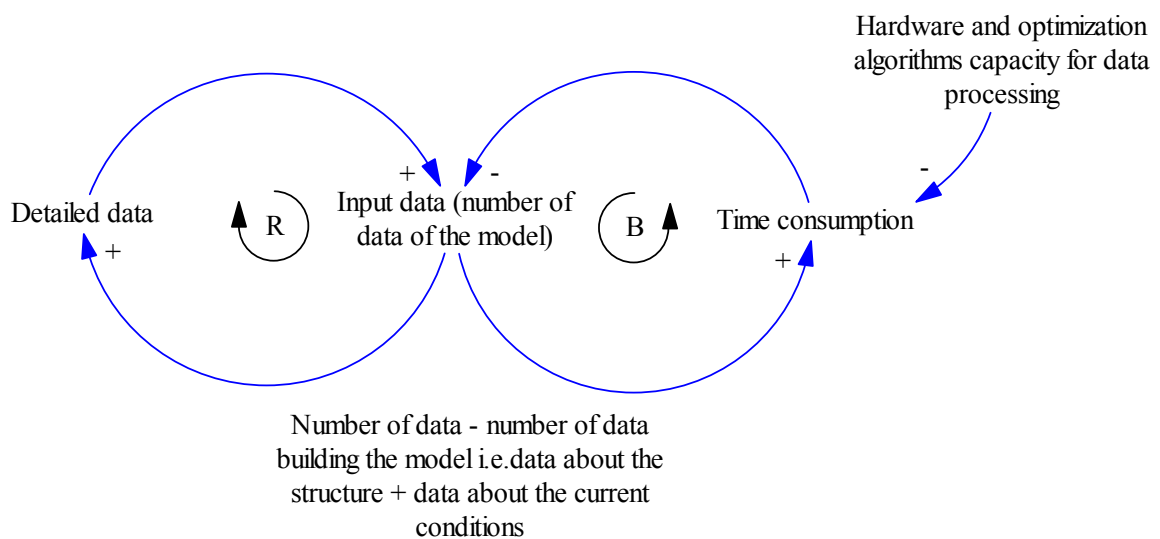 Hardware and optimization
algorithms capacity for data
processing
-
+
-
Detailed data
R
Input data (number of
data of the model)
B
Time consumption
+
+
Number of data - number of data
building the model i.e.data about the
structure + data about the current
conditions